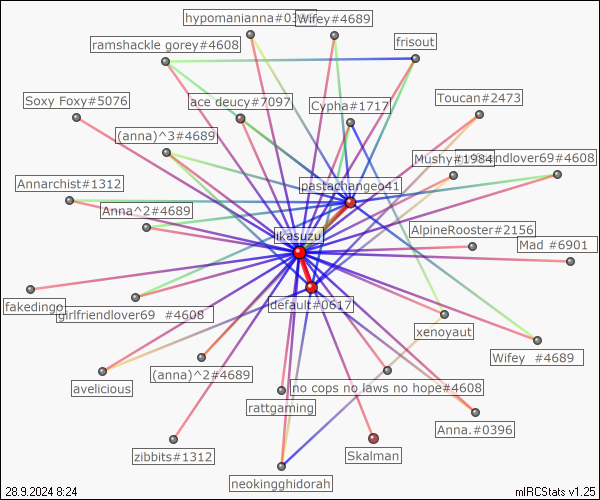 hypomanianna#0396
Wifey#4689
ramshackle gorey#4608
frisout
Soxy Foxy#5076
ace deucy#7097
Cypha#1717
Toucan#2473
(anna)^3#4689
Mushy#1984
endlover69#4608
Annarchist#1312
pastachangeo41
Anna^2#4689
ikasuzu
AlpineRooster#2156
Mad #6901
fakedingo
girlfriendlover69 #4608
default#0617
xenoyaut
Wifey #4689
avelicious
(anna)^2#4689
no cops no laws no hope#4608
rattgaming
Anna.#0396
zibbits#1312
Skalman
neokingghidorah
28.9.2024 8:24
mIRCStats v1.25